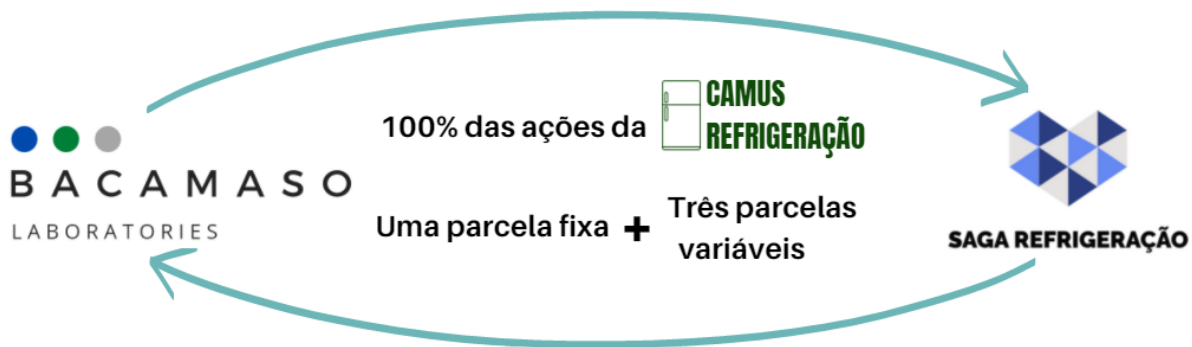 100% das ações da
CAMUS
REFRIGERAÇÃO
BACAMASO
LABORATORIES
Uma parcela fixa + Três parcelas
variáveis
SAGA REFRIGERAÇÃO